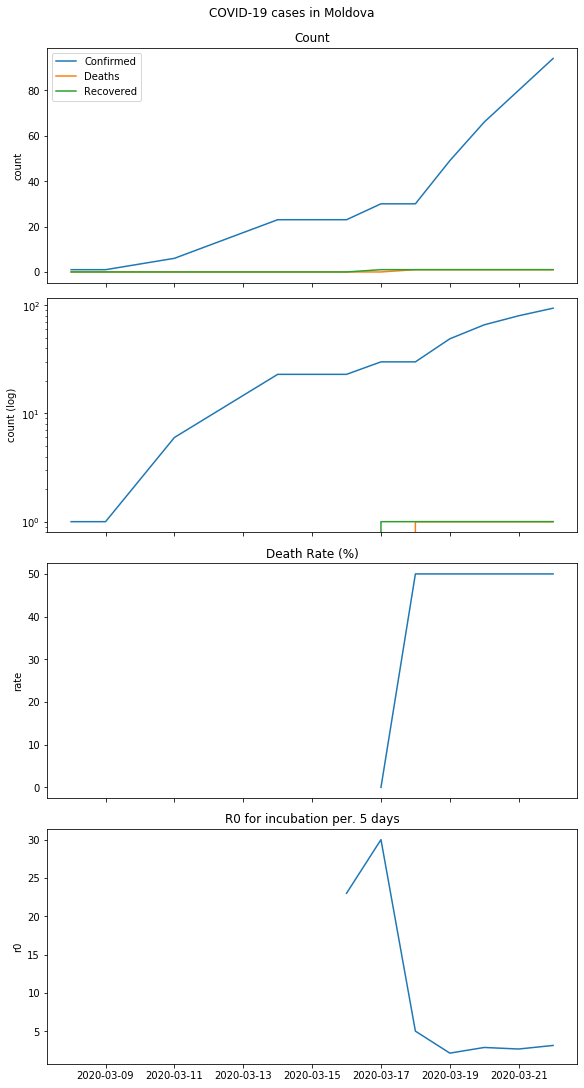 COVID-19 cases in Moldova
Count
Confirmed
Deaths
Recovered
80
60
40
20
0
count
10²
10¹
10⁰
count (log)
Death Rate (%)
50
40
30
20
10
0
rate
R0 for incubation per. 5 days
30
25
20
15
10
5
r0
2020-03-09 2020-03-11 2020-03-13 2020-03-15 2020-03-17 2020-03-19 2020-03-21